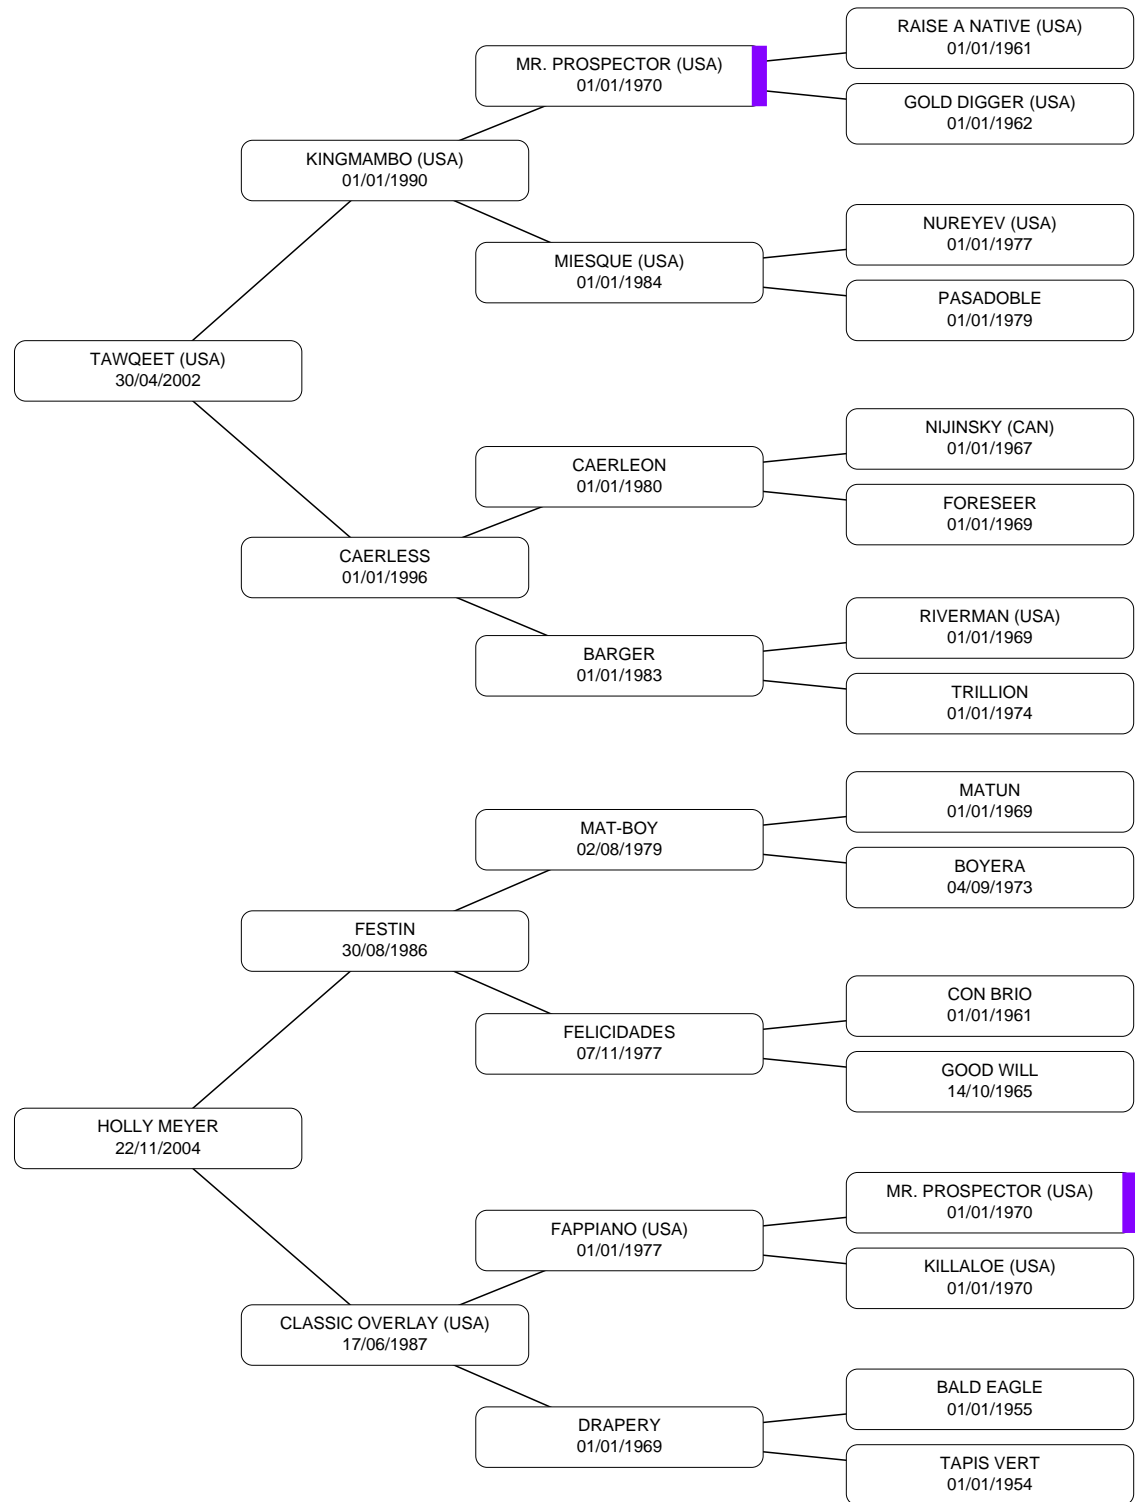 RAISE A NATIVE (USA)
01/01/1961
MR. PROSPECTOR (USA)
01/01/1970
GOLD DIGGER (USA)
01/01/1962
KINGMAMBO (USA)
01/01/1990
NUREYEV (USA)
01/01/1977
MIESQUE (USA)
01/01/1984
PASADOBLE
01/01/1979
TAWQEET (USA)
30/04/2002
NIJINSKY (CAN)
01/01/1967
CAERLEON
01/01/1980
FORESEER
01/01/1969
CAERLESS
01/01/1996
RIVERMAN (USA)
01/01/1969
BARGER
01/01/1983
TRILLION
01/01/1974
MATUN
01/01/1969
MAT-BOY
02/08/1979
BOYERA
04/09/1973
FESTIN
30/08/1986
CON BRIO
01/01/1961
FELICIDADES
07/11/1977
GOOD WILL
14/10/1965
HOLLY MEYER
22/11/2004
MR. PROSPECTOR (USA)
01/01/1970
FAPPIANO (USA)
01/01/1977
KILLALOE (USA)
01/01/1970
CLASSIC OVERLAY (USA)
17/06/1987
BALD EAGLE
01/01/1955
DRAPERY
01/01/1969
TAPIS VERT
01/01/1954